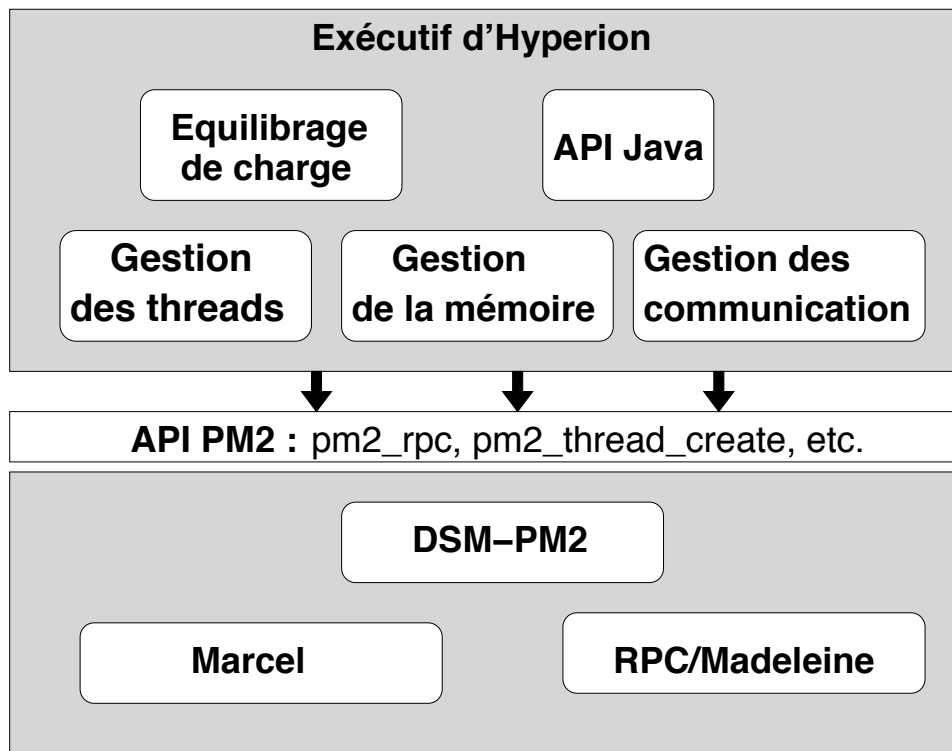 Exécutif d'Hyperion
Equilibrage
de charge
API Java
Gestion
des threads
Gestion
de la mémoire
Gestion des
communication
API PM2 : pm2_rpc, pm2_thread_create, etc.
DSM–PM2
Marcel
RPC/Madeleine